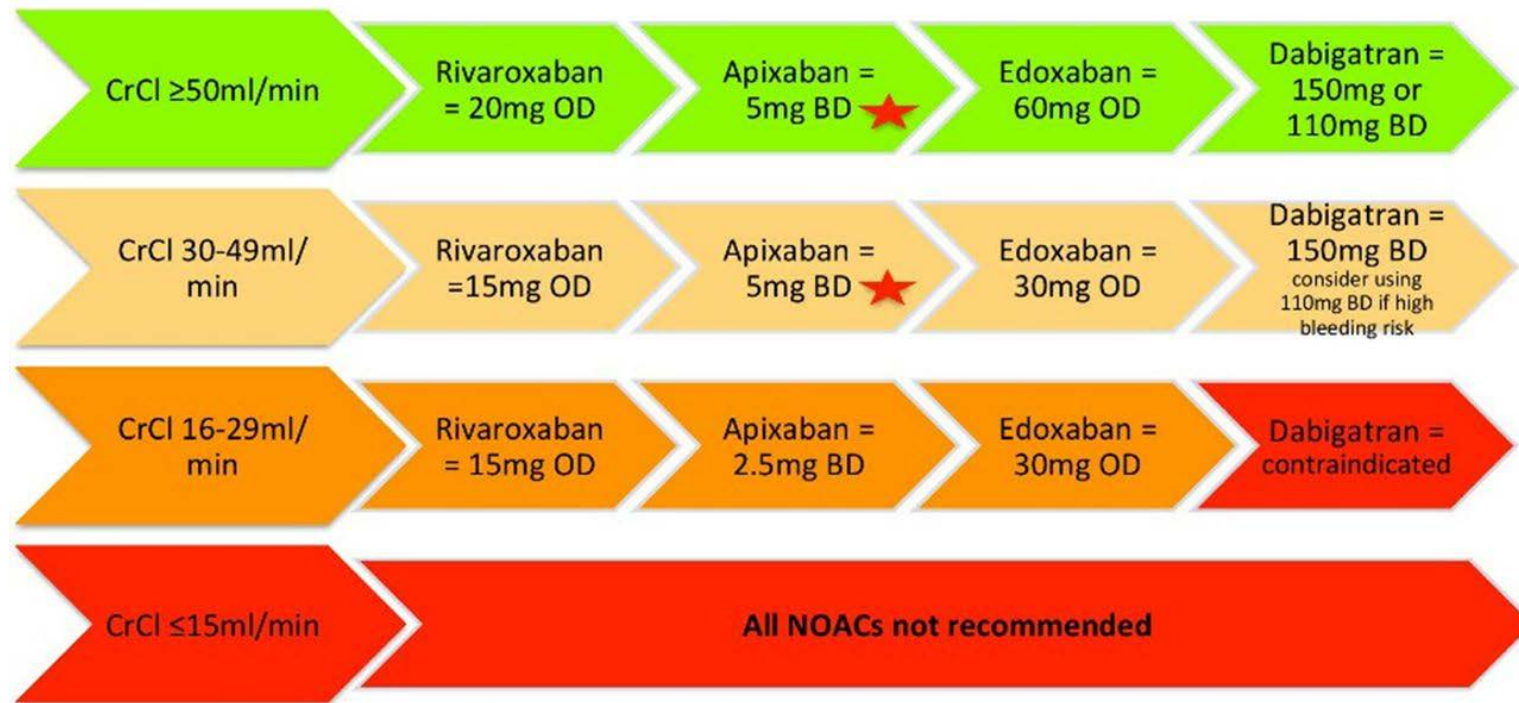 CrCl ≥50ml/min
Rivaroxaban
= 20mg OD
Apixaban =
5mg BD
Edoxaban =
60mg OD
Dabigatran =
150mg or
110mg BD
CrCl 30-49ml/
min
Rivaroxaban
=15mg OD
Apixaban =
5mg BD
Edoxaban =
30mg OD
Dabigatran =
150mg BD
consider using
110mg BD if high
bleeding risk
CrCl 16-29ml/
min
Rivaroxaban
= 15mg OD
Apixaban =
2.5mg BD
Edoxaban =
30mg OD
Dabigatran =
contraindicated
CrCl ≤15ml/min
All NOACs not recommended